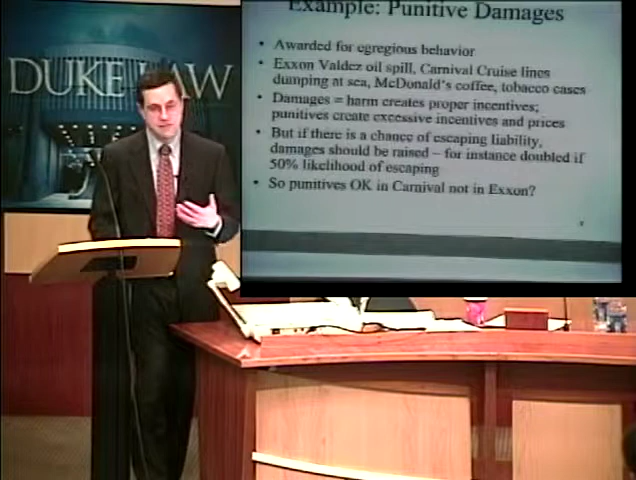 DUKE LAW
Example: Punitive Damages
• Awarded for egregious behavior
• Exxon Valdez oil spill, Carnival Cruise lines
dumping at sea, McDonald's coffee, tobacco cases
• Damages = harm creates proper incentives;
punitives create excessive incentives and prices
• But if there is a chance of escaping liability,
damages should be raised – for instance doubled if
50% likelihood of escaping
• So punitives OK in Carnival not in Exxon?